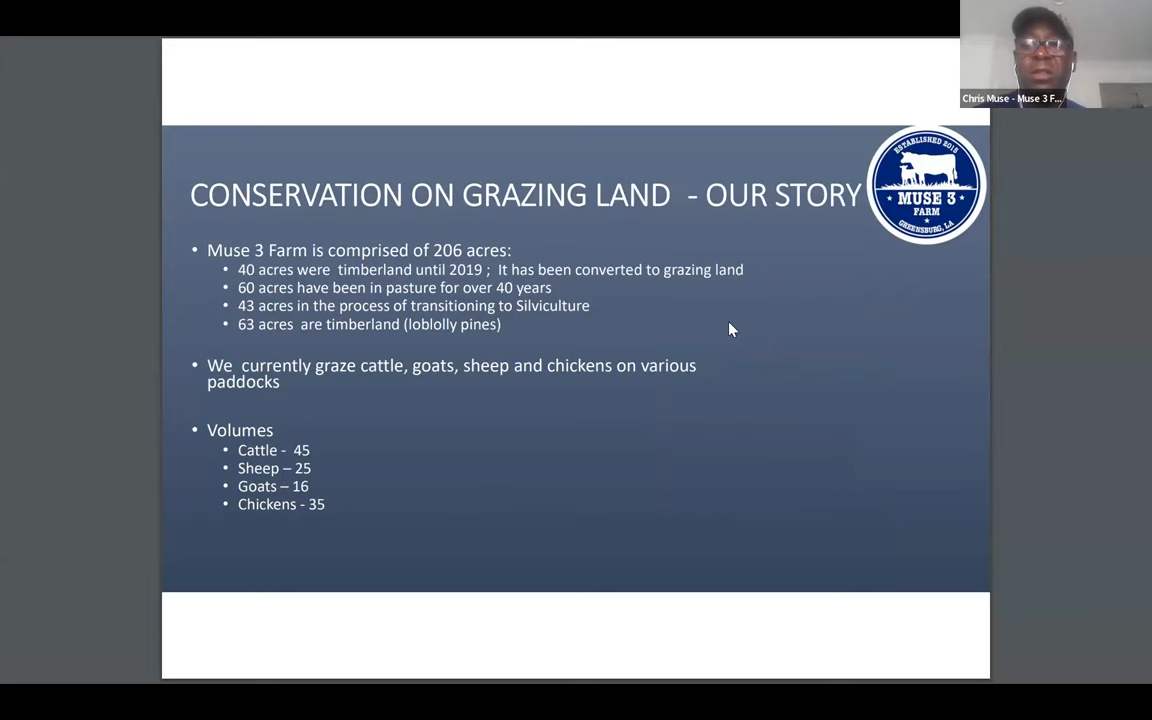 Chris Muse - Muse 3 F...
ESTABLISHED 2015
MUSE 3
FARM
GREENSBURG, LA
CONSERVATION ON GRAZING LAND - OUR STORY
• Muse 3 Farm is comprised of 206 acres:
• 40 acres were timberland until 2019 ; It has been converted to grazing land
• 60 acres have been in pasture for over 40 years
• 43 acres in the process of transitioning to Silviculture
• 63 acres are timberland (loblolly pines)
• We currently graze cattle, goats, sheep and chickens on various
paddocks
• Volumes
• Cattle - 45
• Sheep – 25
• Goats – 16
• Chickens - 35